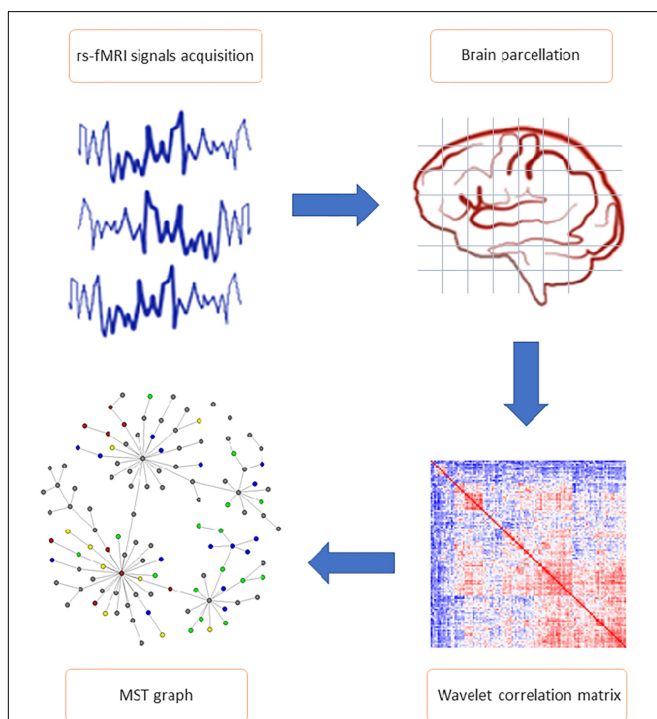 rs-fMRI signals acquisition
Brain parcellation
MST graph
Wavelet correlation matrix